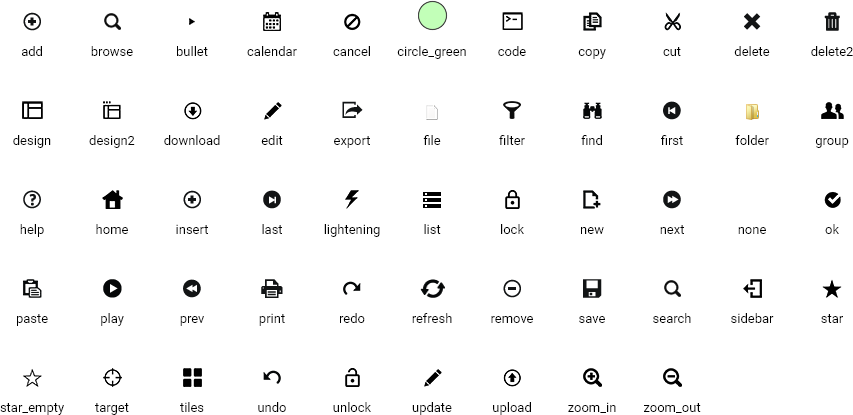 add browse bullet calendar cancel circle_green code copy cut delete delete2
design design2 download edit export file filter find first folder group
help home insert last lightening list lock new next none ok
paste play prev print redo refresh remove save search sidebar star
star_empty target tiles undo unlock update upload zoom_in zoom_out